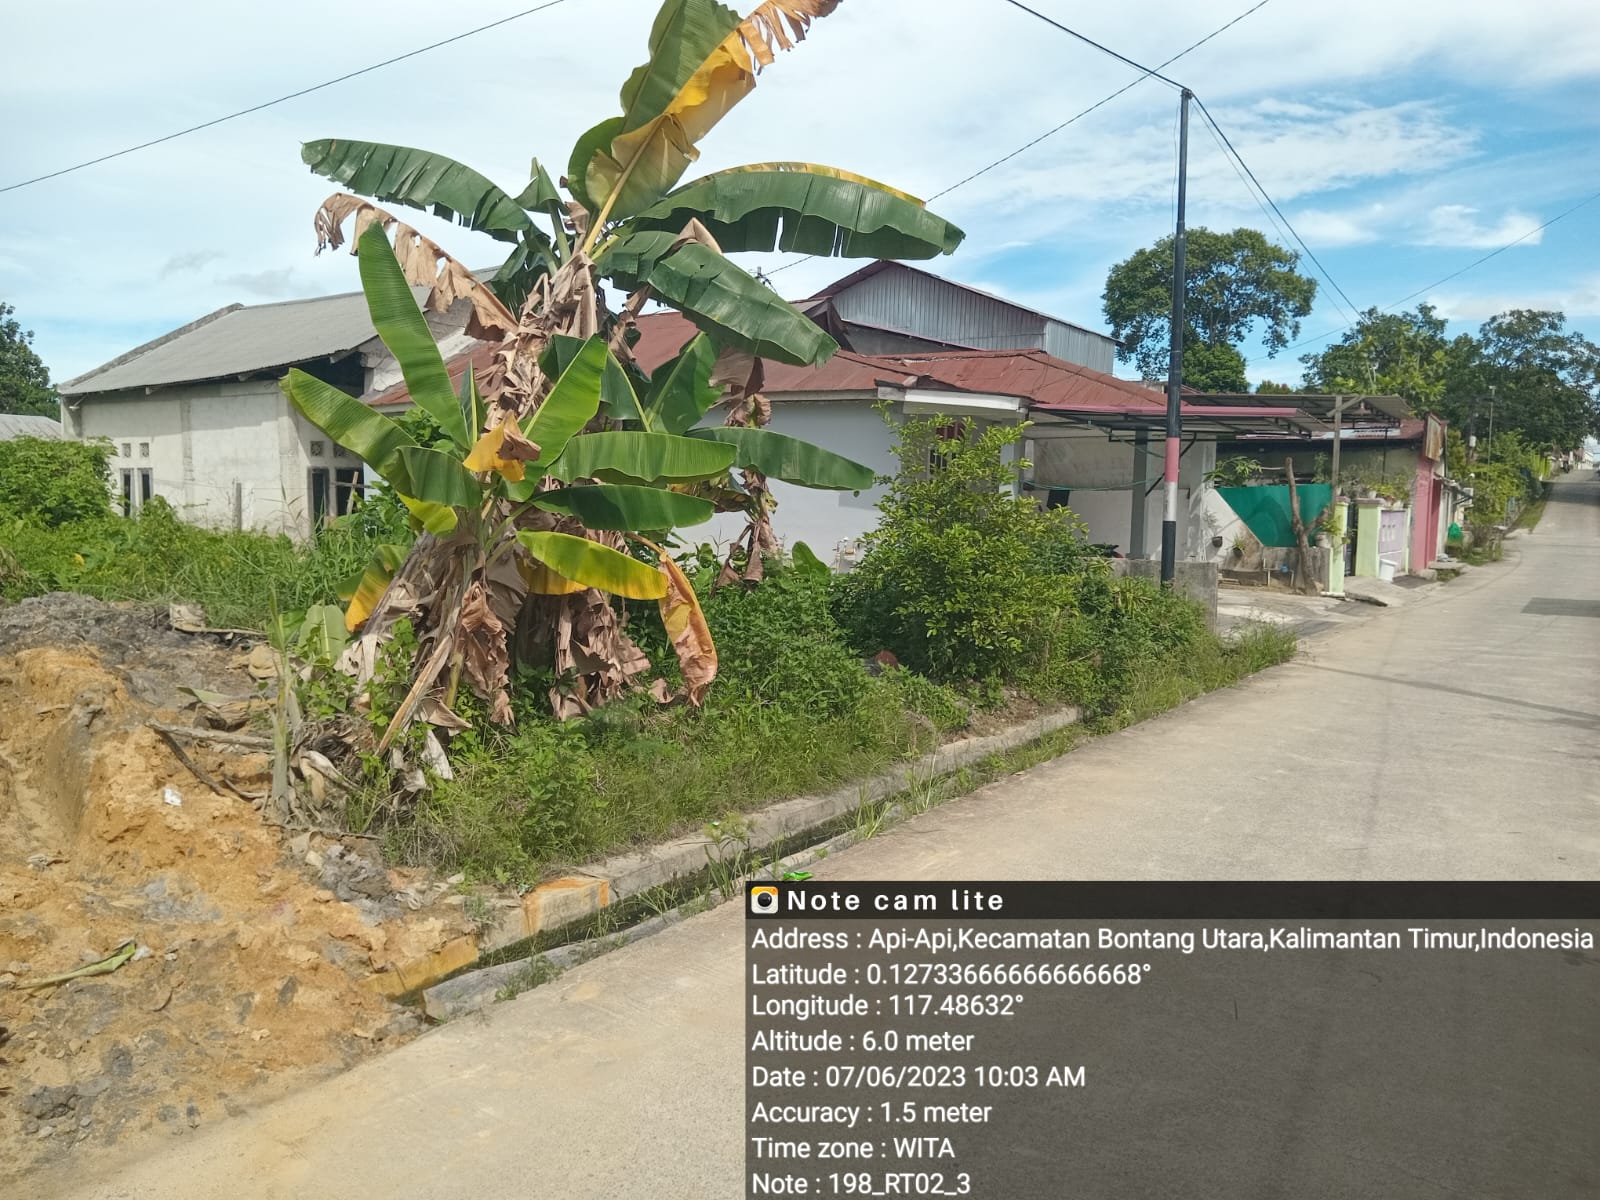 Note cam lite
Address : Api-Api,Kecamatan Bontang Utara,Kalimantan Timur,Indonesia
Latitude : 0.12733666666666668°
Longitude : 117.48632°
Altitude : 6.0 meter
Date : 07/06/2023 10:03 AM
Accuracy : 1.5 meter
Time zone : WITA
Note : 198_RT02_3